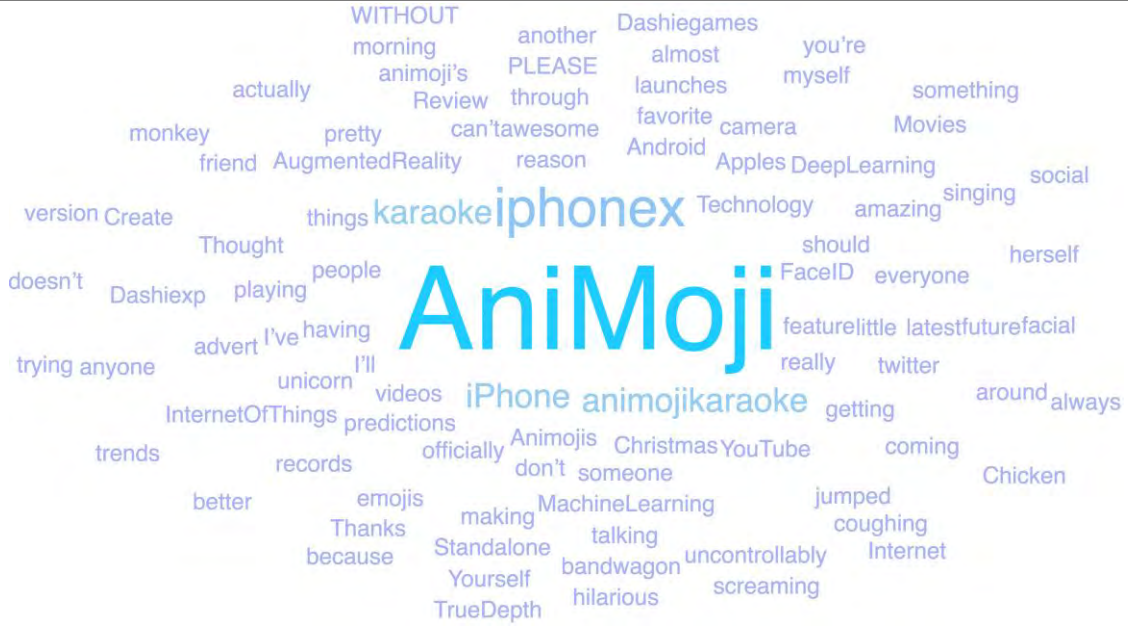 WITHOUT
another Dashiegames
morning almost you're
animoji's PLEASE myself
actually Review through launches something
monkey pretty can'tawesome favorite camera Movies
friend AugmentedReality reason Android Apples DeepLearning
social
version Create things karaoke iphonex Technology amazing singing
Thought should herself
doesn't Dashiexp playing people AniMoji FaceID everyone
advert I've having featurelittle latestfuturefacial
trying anyone I'll really twitter
unicorn videos iPhone animojikaraoke getting around always
InternetOfThings predictions
trends records officially Animojis Christmas YouTube coming
don't someone Chicken
better emojis making MachineLearning jumped
Thanks talking coughing
because Standalone bandwagon uncontrollably Internet
Yourself hilarious screaming
TrueDepth